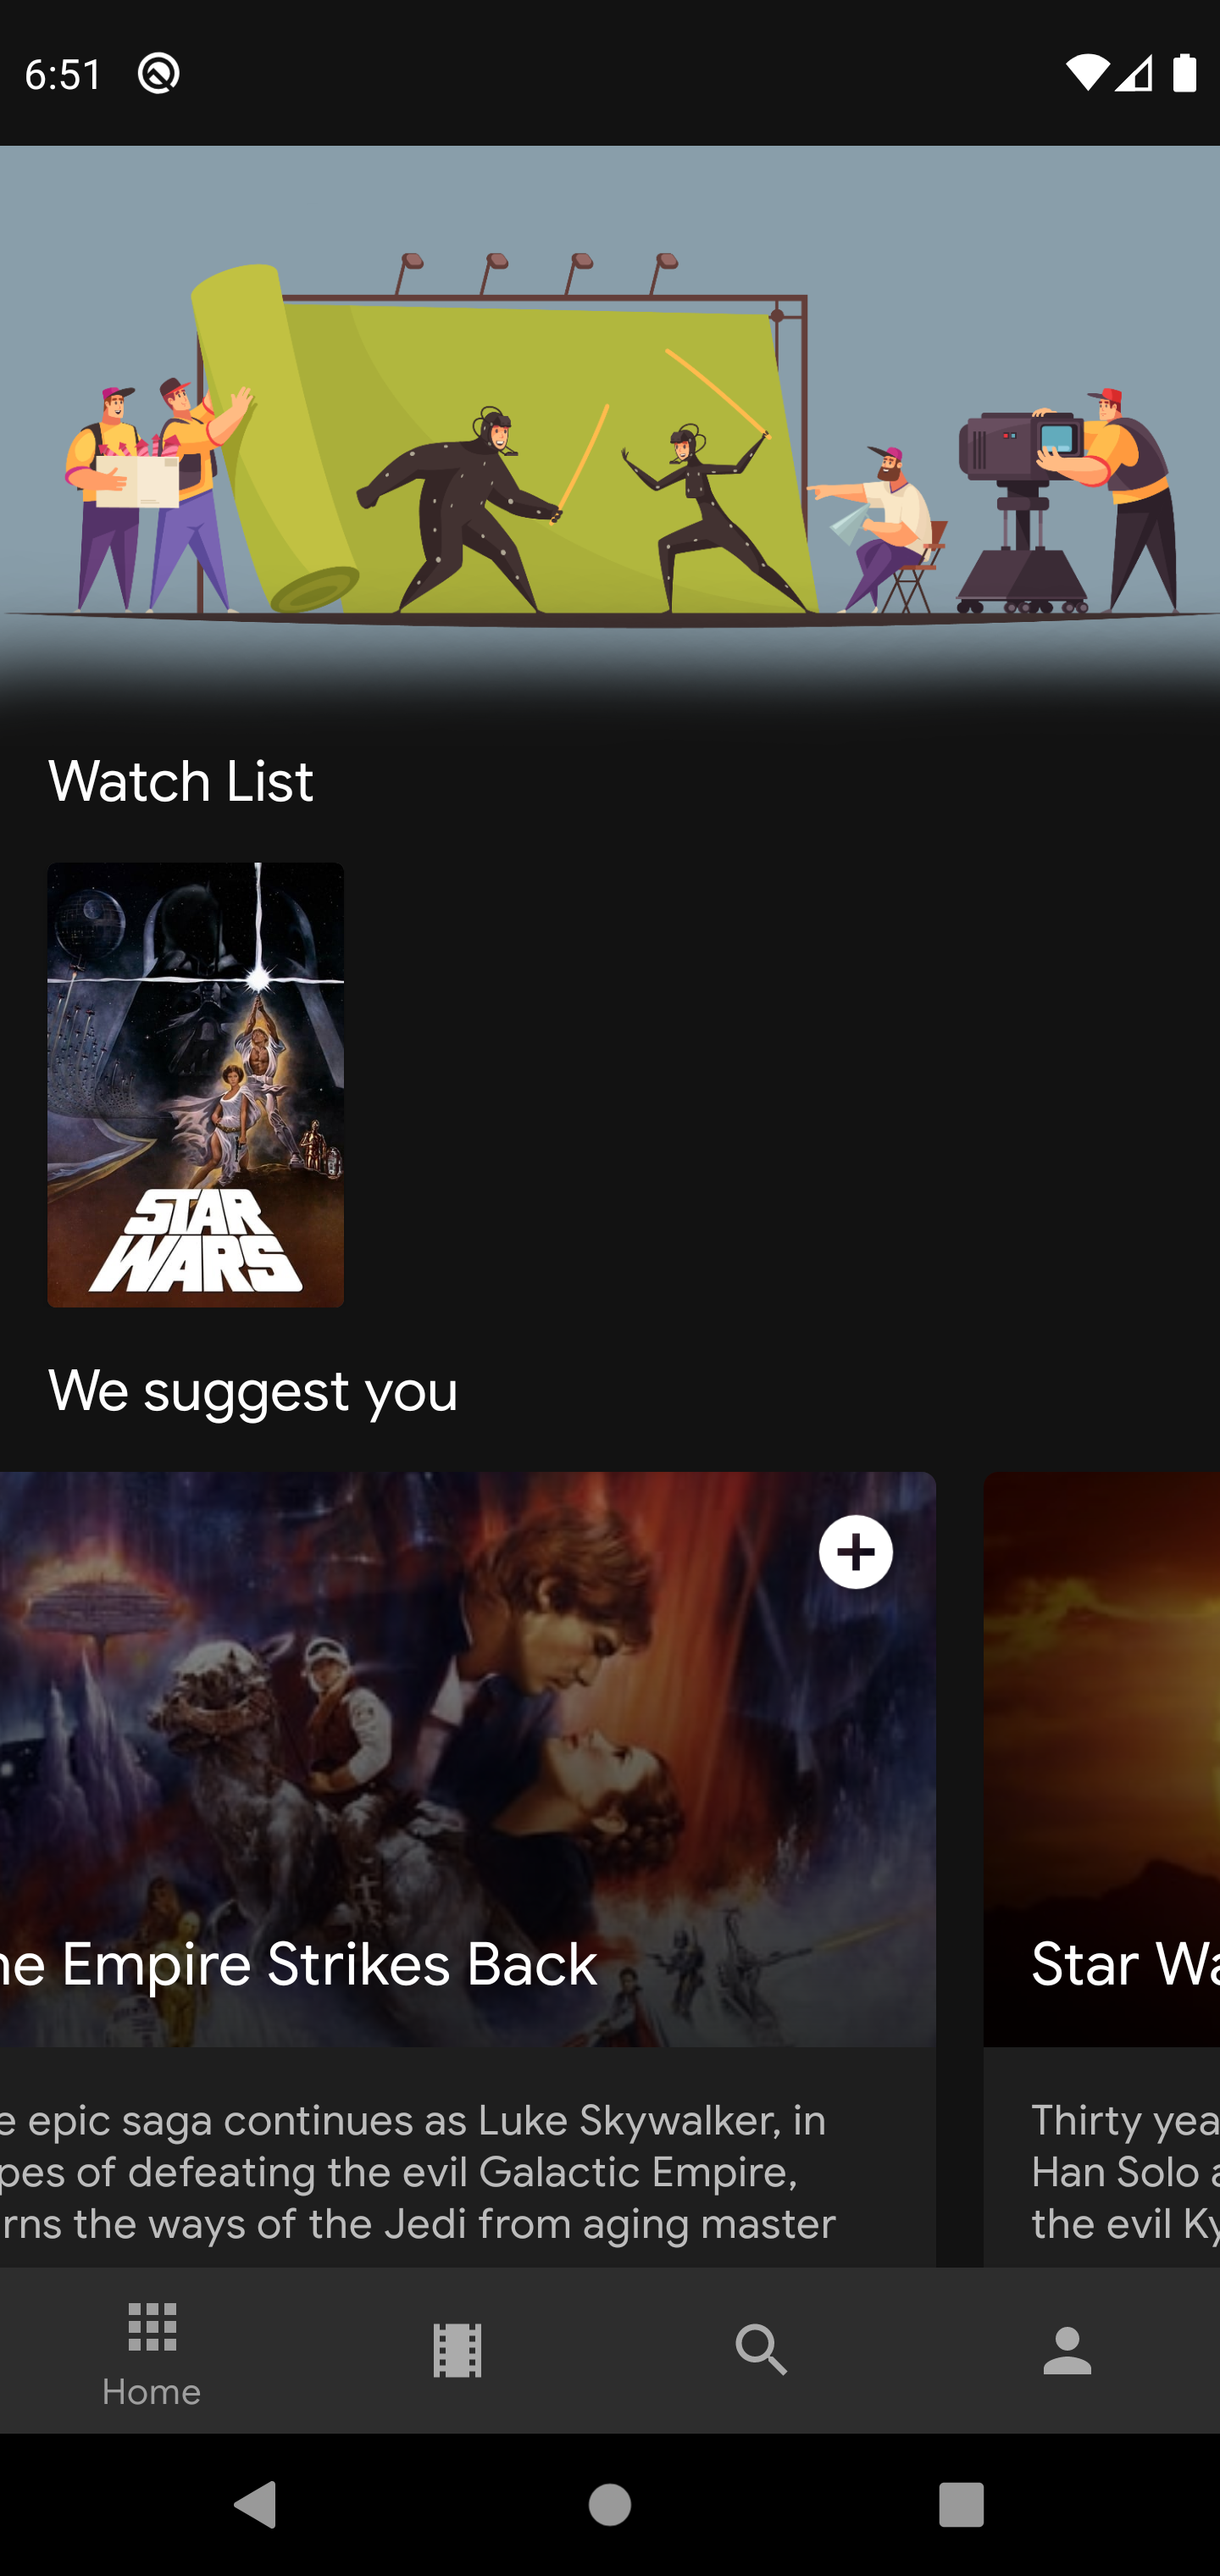 6:51
Watch List
STAR
WARS
We suggest you
he Empire Strikes Back
Star Wa
e epic saga continues as Luke Skywalker, in
pes of defeating the evil Galactic Empire,
rns the ways of the Jedi from aging master
Thirty yea
Han Solo a
the evil Ky
Home